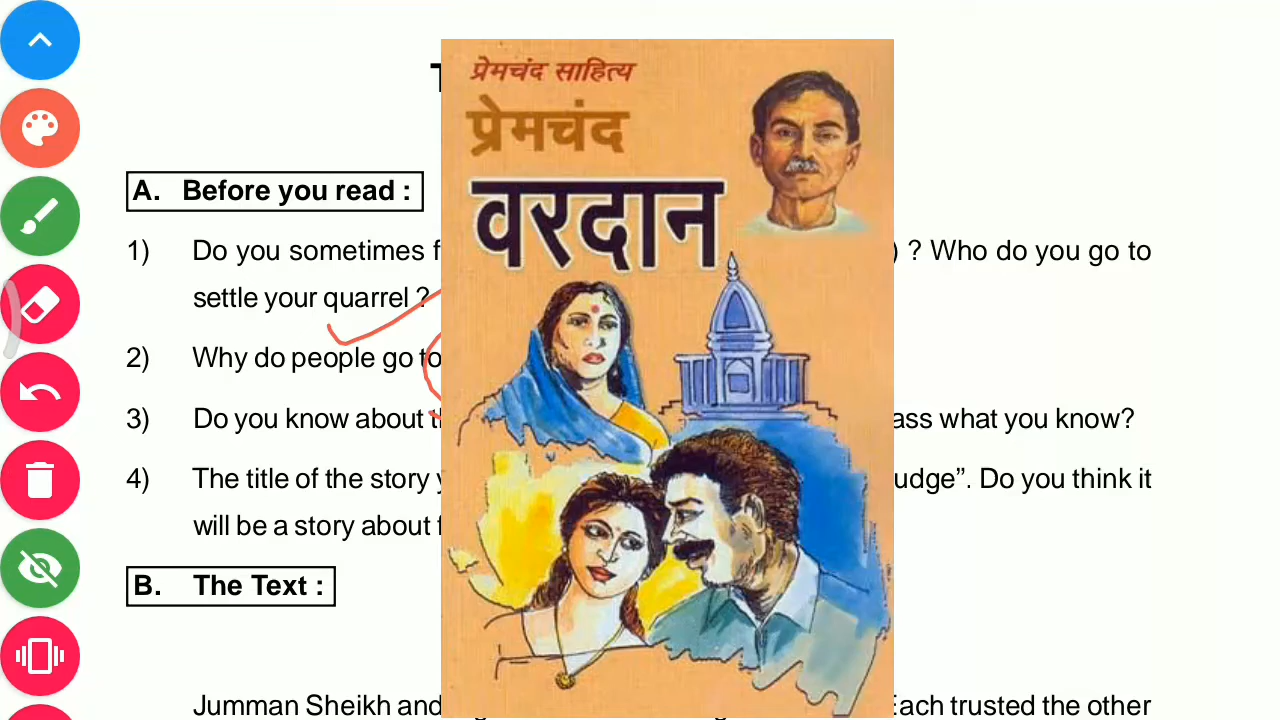 प्रेमचंद साहित्य
प्रेमचंद
वरदान
A. Before you read :
1) Do you sometimes f ) ? Who do you go to
settle your quarrel ?
2) Why do people go to
3) Do you know about th ass what you know?
4) The title of the story y udge”. Do you think it
will be a story about f
B. The Text :
Jumman Sheikh and Each trusted the other